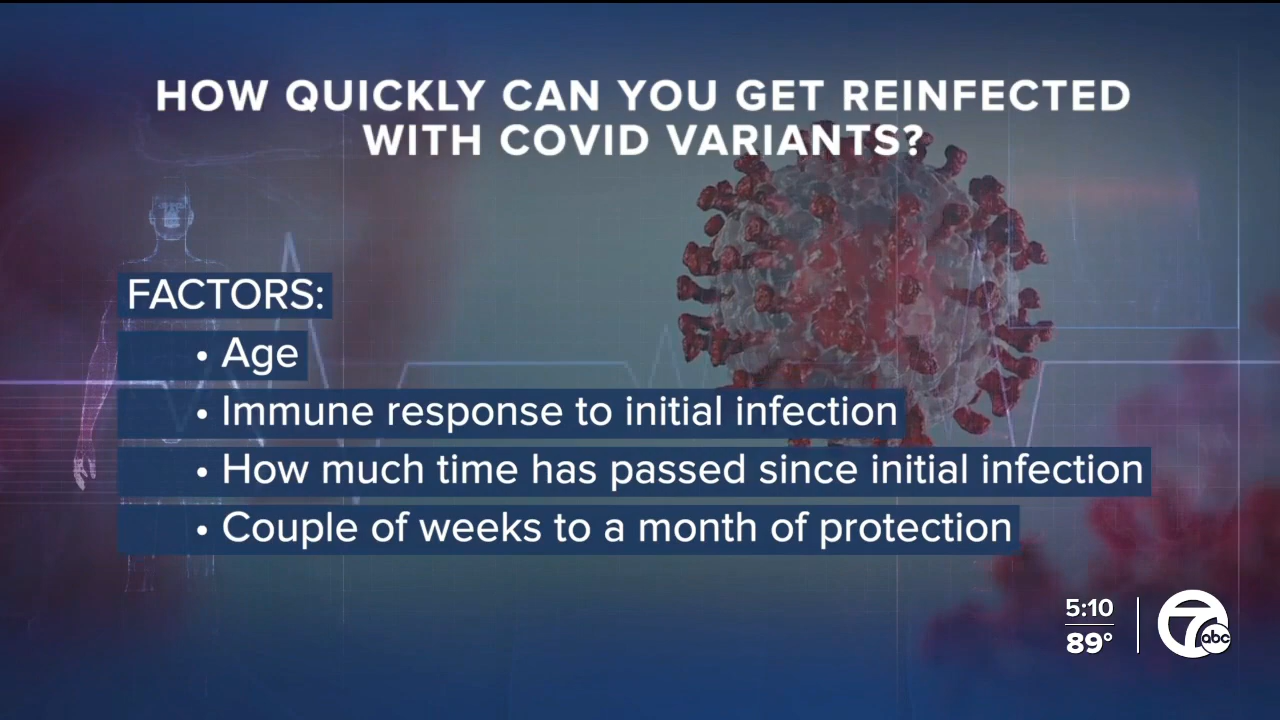 HOW QUICKLY CAN YOU GET REINFECTED
WITH COVID VARIANTS?
FACTORS:
• Age
• Immune response to initial infection
• How much time has passed since initial infection
• Couple of weeks to a month of protection
5:10
89°
7 abc